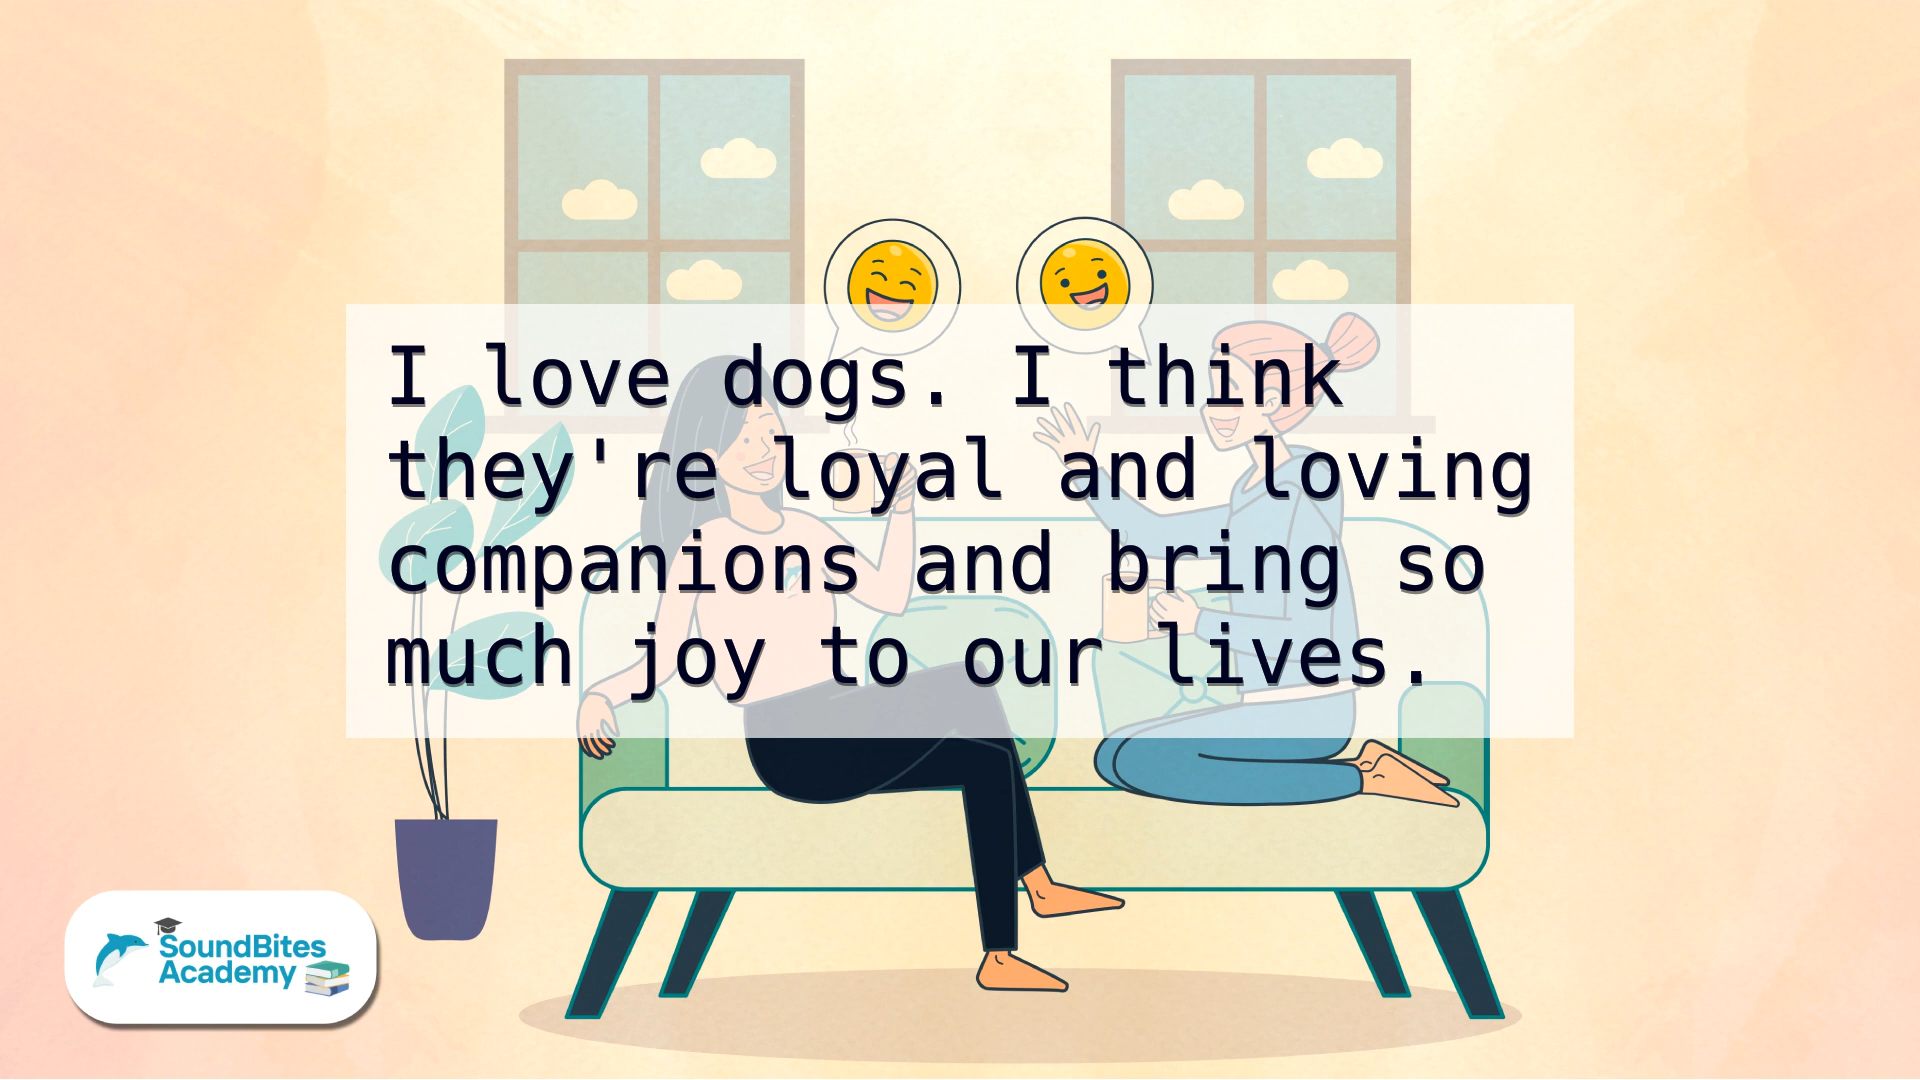 I love dogs. I think
they're loyal and loving
companions and bring so
much joy to our lives.
SoundBites
Academy